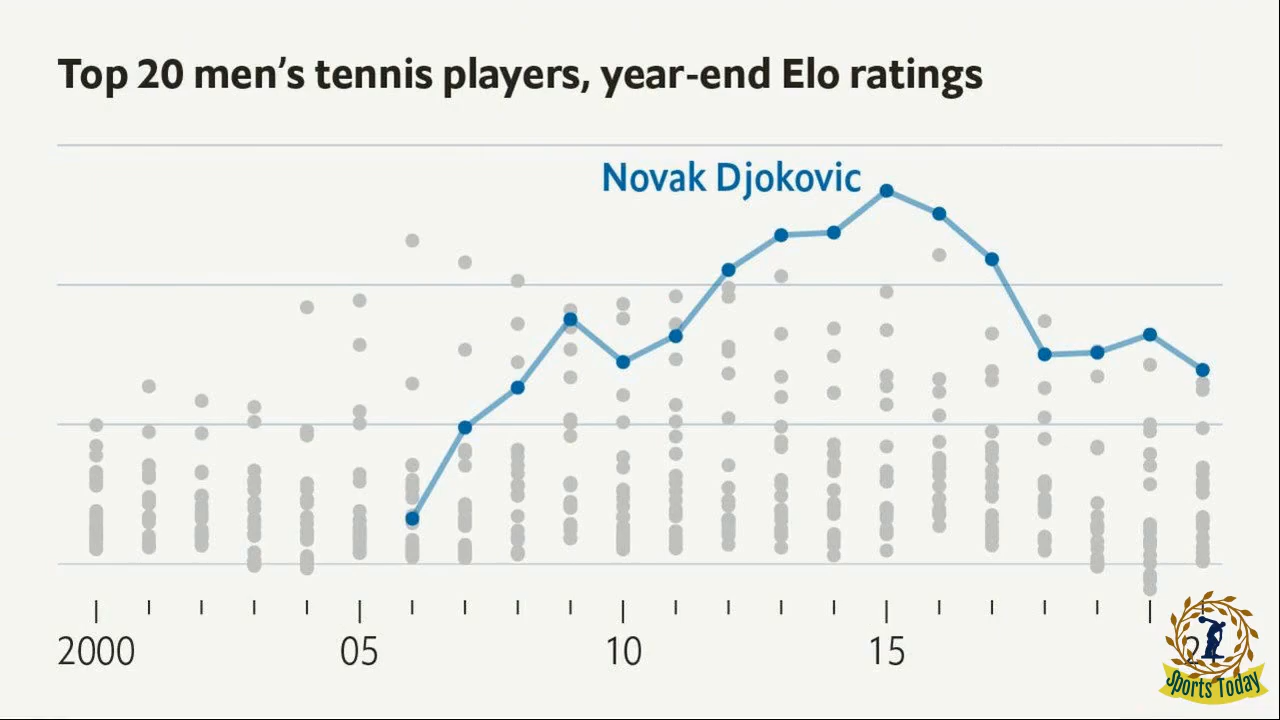 Top 20 men's tennis players, year-end Elo ratings
Novak Djokovic
2000 05 10 15
Sports Today